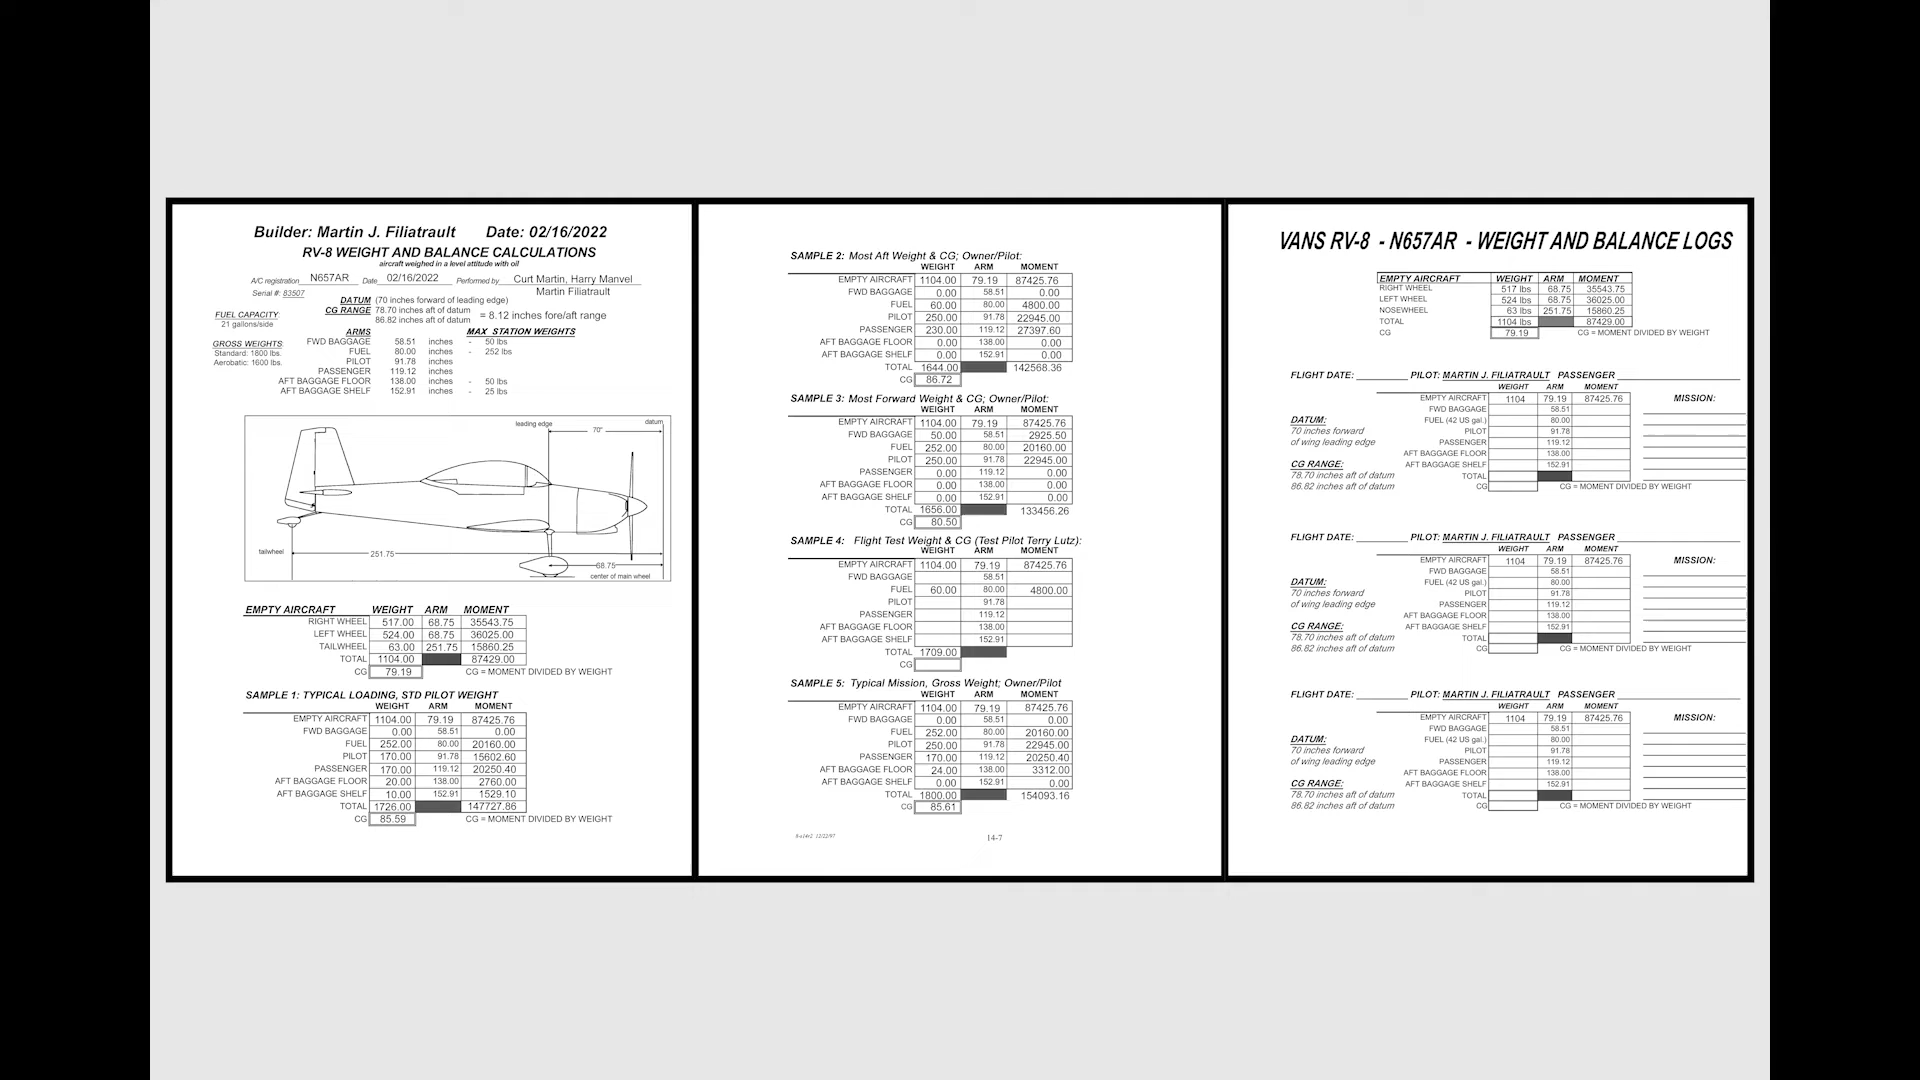 Builder: Martin J. Filiatrault Date: 02/16/2022
RV-8 WEIGHT AND BALANCE CALCULATIONS
aircraft weighed in a level attitude with oil
A/C registration N657AR Date 02/16/2022 Performed by Curt Martin, Harry Manvel
Serial #: 83507 Martin Filiatrault
DATUM (70 inches forward of leading edge)
CG RANGE 78.70 inches aft of datum = 8.12 inches fore/aft range
86.82 inches aft of datum
FUEL CAPACITY:
21 gallons/side
GROSS WEIGHTS:
Standard: 1800 lbs.
Aerobatic: 1600 lbs.
ARMS MAX STATION WEIGHTS
FWD BAGGAGE 58.51 inches - 50 lbs
FUEL 80.00 inches - 252 lbs
PILOT 91.78 inches
PASSENGER 119.12 inches
AFT BAGGAGE FLOOR 138.00 inches - 50 lbs
AFT BAGGAGE SHELF 152.91 inches - 25 lbs
leading edge datum
70"
tailwheel 251.75
68.75
center of main wheel
EMPTY AIRCRAFT WEIGHT ARM MOMENT
RIGHT WHEEL 517.00 68.75 35543.75
LEFT WHEEL 524.00 68.75 36025.00
TAILWHEEL 63.00 251.75 15860.25
TOTAL 1104.00 87429.00
CG 79.19 CG = MOMENT DIVIDED BY WEIGHT
SAMPLE 1: TYPICAL LOADING, STD PILOT WEIGHT
WEIGHT ARM MOMENT
EMPTY AIRCRAFT 1104.00 79.19 87425.76
FWD BAGGAGE 0.00 58.51 0.00
FUEL 252.00 80.00 20160.00
PILOT 170.00 91.78 15602.60
PASSENGER 170.00 119.12 20250.40
AFT BAGGAGE FLOOR 20.00 138.00 2760.00
AFT BAGGAGE SHELF 10.00 152.91 1529.10
TOTAL 1726.00 147727.86
CG 85.59 CG = MOMENT DIVIDED BY WEIGHT
SAMPLE 2: Most Aft Weight & CG; Owner/Pilot:
WEIGHT ARM MOMENT
EMPTY AIRCRAFT 1104.00 79.19 87425.76
FWD BAGGAGE 0.00 58.51 0.00
FUEL 60.00 80.00 4800.00
PILOT 250.00 91.78 22945.00
PASSENGER 230.00 119.12 27397.60
AFT BAGGAGE FLOOR 0.00 138.00 0.00
AFT BAGGAGE SHELF 0.00 152.91 0.00
TOTAL 1644.00 142568.36
CG 86.72
SAMPLE 3: Most Forward Weight & CG; Owner/Pilot:
WEIGHT ARM MOMENT
EMPTY AIRCRAFT 1104.00 79.19 87425.76
FWD BAGGAGE 50.00 58.51 2925.50
FUEL 252.00 80.00 20160.00
PILOT 250.00 91.78 22945.00
PASSENGER 0.00 119.12 0.00
AFT BAGGAGE FLOOR 0.00 138.00 0.00
AFT BAGGAGE SHELF 0.00 152.91 0.00
TOTAL 1656.00 133456.26
CG 80.50
SAMPLE 4: Flight Test Weight & CG (Test Pilot Terry Lutz):
WEIGHT ARM MOMENT
EMPTY AIRCRAFT 1104.00 79.19 87425.76
FWD BAGGAGE 58.51
FUEL 60.00 80.00 4800.00
PILOT 91.78
PASSENGER 119.12
AFT BAGGAGE FLOOR 138.00
AFT BAGGAGE SHELF 152.91
TOTAL 1709.00
CG
SAMPLE 5: Typical Mission, Gross Weight; Owner/Pilot
WEIGHT ARM MOMENT
EMPTY AIRCRAFT 1104.00 79.19 87425.76
FWD BAGGAGE 0.00 58.51 0.00
FUEL 252.00 80.00 20160.00
PILOT 250.00 91.78 22945.00
PASSENGER 170.00 119.12 20250.40
AFT BAGGAGE FLOOR 24.00 138.00 3312.00
AFT BAGGAGE SHELF 0.00 152.91 0.00
TOTAL 1800.00 154093.16
CG 85.61
12/22/97 14-7
VANS RV-8 - N657AR - WEIGHT AND BALANCE LOGS
EMPTY AIRCRAFT WEIGHT ARM MOMENT
RIGHT WHEEL 517 lbs 68.75 35543.75
LEFT WHEEL 524 lbs 68.75 36025.00
NOSEWHEEL 63 lbs 251.75 15860.25
TOTAL 1104 lbs 87429.00
CG 79.19 CG = MOMENT DIVIDED BY WEIGHT
FLIGHT DATE: PILOT: MARTIN J. FILIATRAULT PASSENGER
WEIGHT ARM MOMENT
EMPTY AIRCRAFT 1104 79.19 87425.76 MISSION:
FWD BAGGAGE 58.51
DATUM: FUEL (42 US gal.) 80.00
70 inches forward PILOT 91.78
of wing leading edge PASSENGER 119.12
AFT BAGGAGE FLOOR 138.00
CG RANGE: AFT BAGGAGE SHELF 152.91
78.70 inches aft of datum TOTAL
86.82 inches aft of datum CG CG = MOMENT DIVIDED BY WEIGHT
FLIGHT DATE: PILOT: MARTIN J. FILIATRAULT PASSENGER
WEIGHT ARM MOMENT
EMPTY AIRCRAFT 1104 79.19 87425.76 MISSION:
FWD BAGGAGE 58.51
DATUM: FUEL (42 US gal.) 80.00
70 inches forward PILOT 91.78
of wing leading edge PASSENGER 119.12
AFT BAGGAGE FLOOR 138.00
CG RANGE: AFT BAGGAGE SHELF 152.91
78.70 inches aft of datum TOTAL
86.82 inches aft of datum CG CG = MOMENT DIVIDED BY WEIGHT
FLIGHT DATE: PILOT: MARTIN J. FILIATRAULT PASSENGER
WEIGHT ARM MOMENT
EMPTY AIRCRAFT 1104 79.19 87425.76 MISSION:
FWD BAGGAGE 58.51
DATUM: FUEL (42 US gal.) 80.00
70 inches forward PILOT 91.78
of wing leading edge PASSENGER 119.12
AFT BAGGAGE FLOOR 138.00
CG RANGE: AFT BAGGAGE SHELF 152.91
78.70 inches aft of datum TOTAL
86.82 inches aft of datum CG CG = MOMENT DIVIDED BY WEIGHT